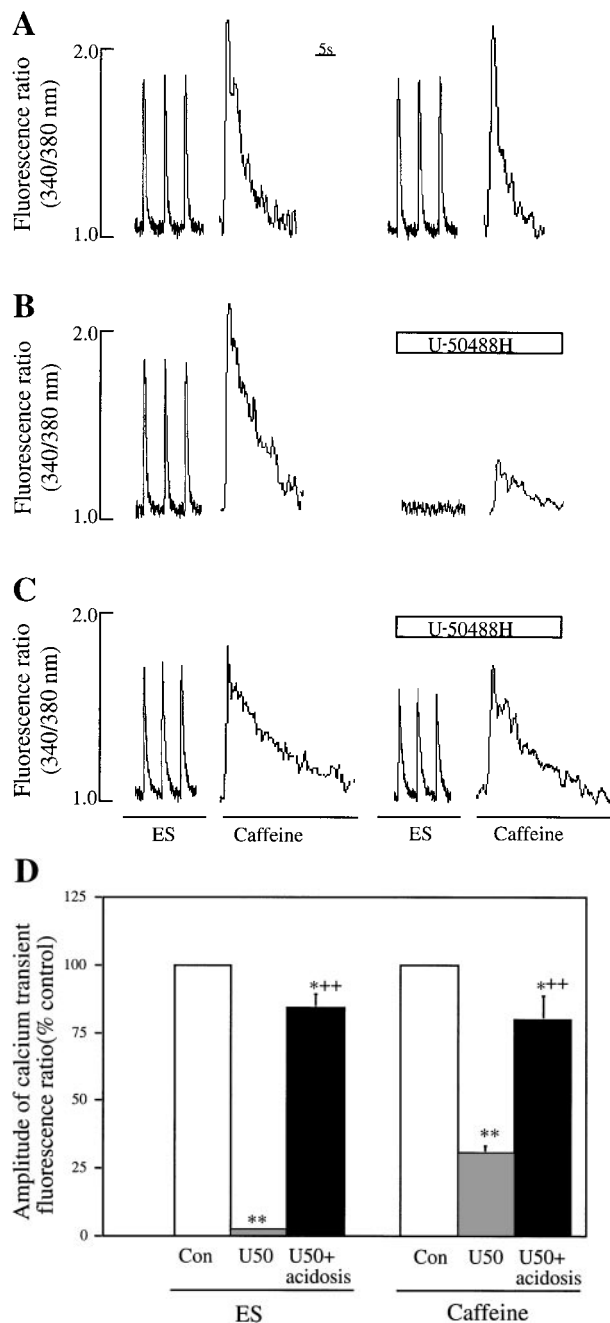 A
5s
Fluorescence ratio
(340/380 nm)
2.0
1.0
B
U-50488H
Fluorescence ratio
(340/380 nm)
2.0
1.0
C
U-50488H
Fluorescence ratio
(340/380 nm)
2.0
1.0
ES
Caffeine
ES
Caffeine
D
Amplitude of calcium transient
fluorescence ratio(% control)
125
100
75
50
25
0
**
*++
**
*++
Con
U50
U50+
acidosis
Con
U50
U50+
acidosis
ES
Caffeine